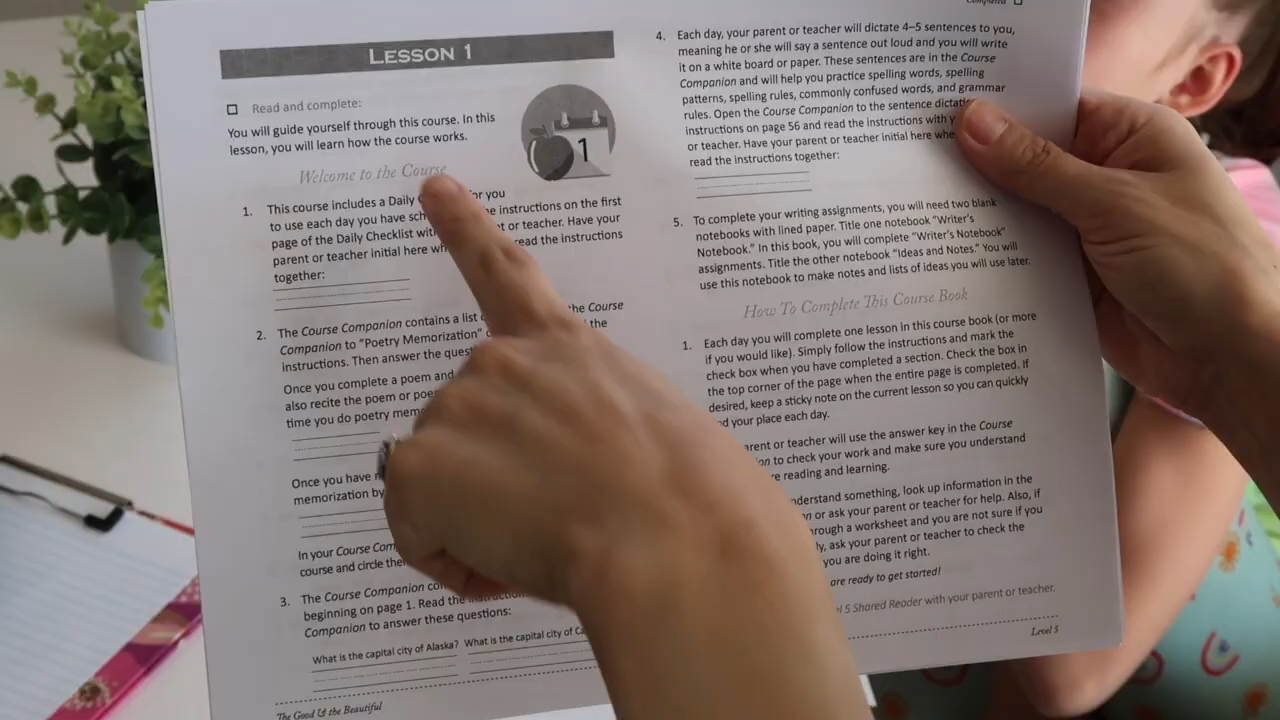 Completed
LESSON 1
Read and complete:
You will guide yourself through this course. In this
lesson, you will learn how the course works.
1
Welcome to the Course
1. This course includes a Daily for you
to use each day you have instructions on the first
page of the Daily Checklist or teacher. Have your
parent or teacher initial here read the instructions
together:
2. The Course Companion contains a list the Course
Companion to "Poetry Memorization" the
instructions. Then answer the
Once you complete a poem and
also recite the poem or
time you do poetry
Once you have
memorization by
In your Course
course and circle
3. The Course Companion
beginning on page 1. Read the
Companion to answer these questions:
What is the capital city of Alaska? What is the capital city of
The Good & the Beautiful
4. Each day, your parent or teacher will dictate 4–5 sentences to you,
meaning he or she will say a sentence out loud and you will write
it on a white board or paper. These sentences are in the Course
Companion and will help you practice spelling words, spelling
patterns, spelling rules, commonly confused words, and grammar
rules. Open the Course Companion to the sentence
instructions on page 56 and read the instructions with
or teacher. Have your parent or teacher initial here
read the instructions together:
5. To complete your writing assignments, you will need two blank
notebooks with lined paper. Title one notebook "Writer's
Notebook." In this book, you will complete "Writer's Notebook"
assignments. Title the other notebook "Ideas and Notes." You will
use this notebook to make notes and lists of ideas you will use later.
How To Complete This Course Book
1. Each day you will complete one lesson in this course book (or more
if you would like). Simply follow the instructions and mark the
check box when you have completed a section. Check the box in
the top corner of the page when the entire page is completed. If
desired, keep a sticky note on the current lesson so you can quickly
your place each day.
or teacher will use the answer key in the Course
to check your work and make sure you understand
reading and learning.
something, look up information in the
or ask your parent or teacher for help. Also, if
a worksheet and you are not sure if you
ask your parent or teacher to check the
you are doing it right.
are ready to get started!
5 Shared Reader with your parent or teacher.
Level 5